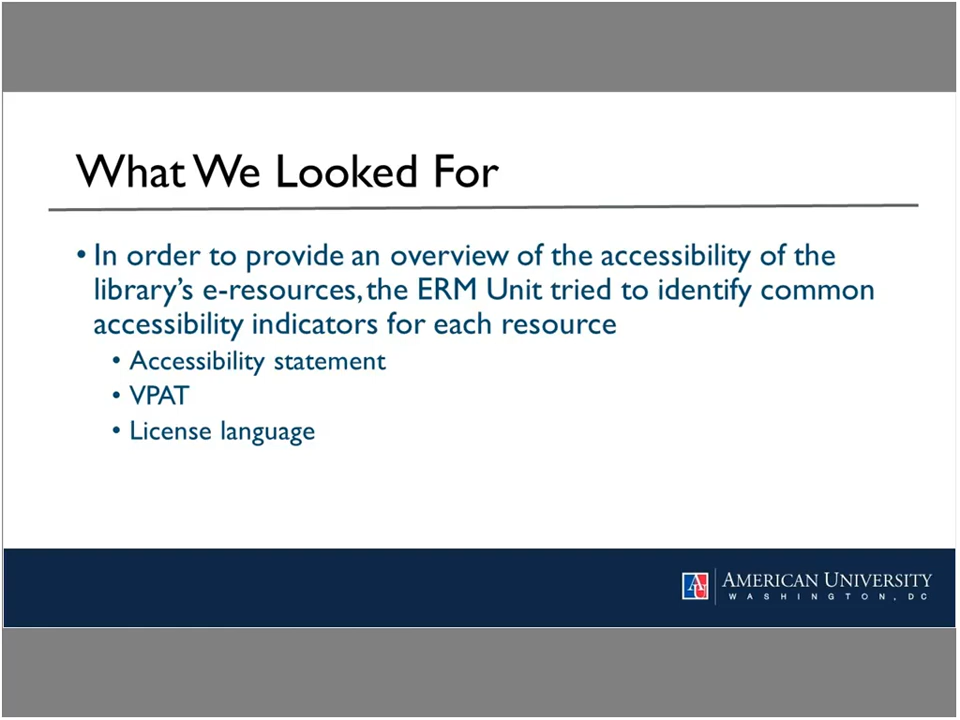 What We Looked For
• In order to provide an overview of the accessibility of the
library’s e-resources, the ERM Unit tried to identify common
accessibility indicators for each resource
• Accessibility statement
• VPAT
• License language
AU
AMERICAN UNIVERSITY
WASHINGTON, DC